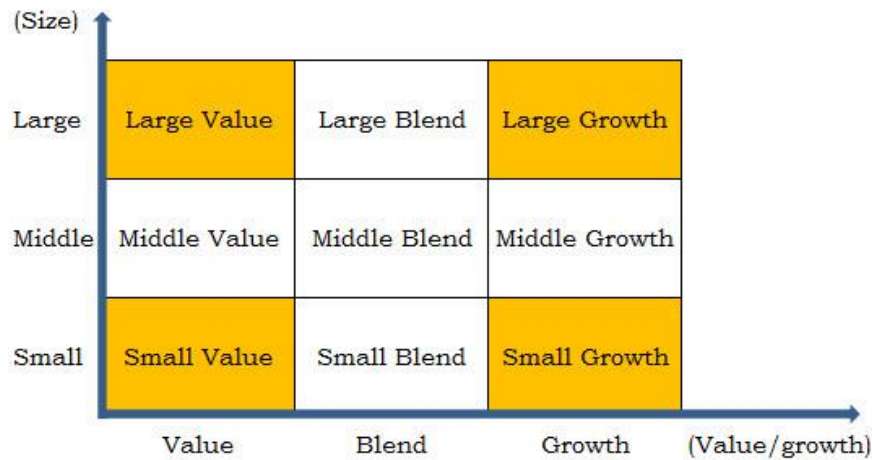 (Size)
Large
Large Value
Large Blend
Large Growth
Middle
Middle Value
Middle Blend
Middle Growth
Small
Small Value
Small Blend
Small Growth
Value
Blend
Growth
(Value/growth)